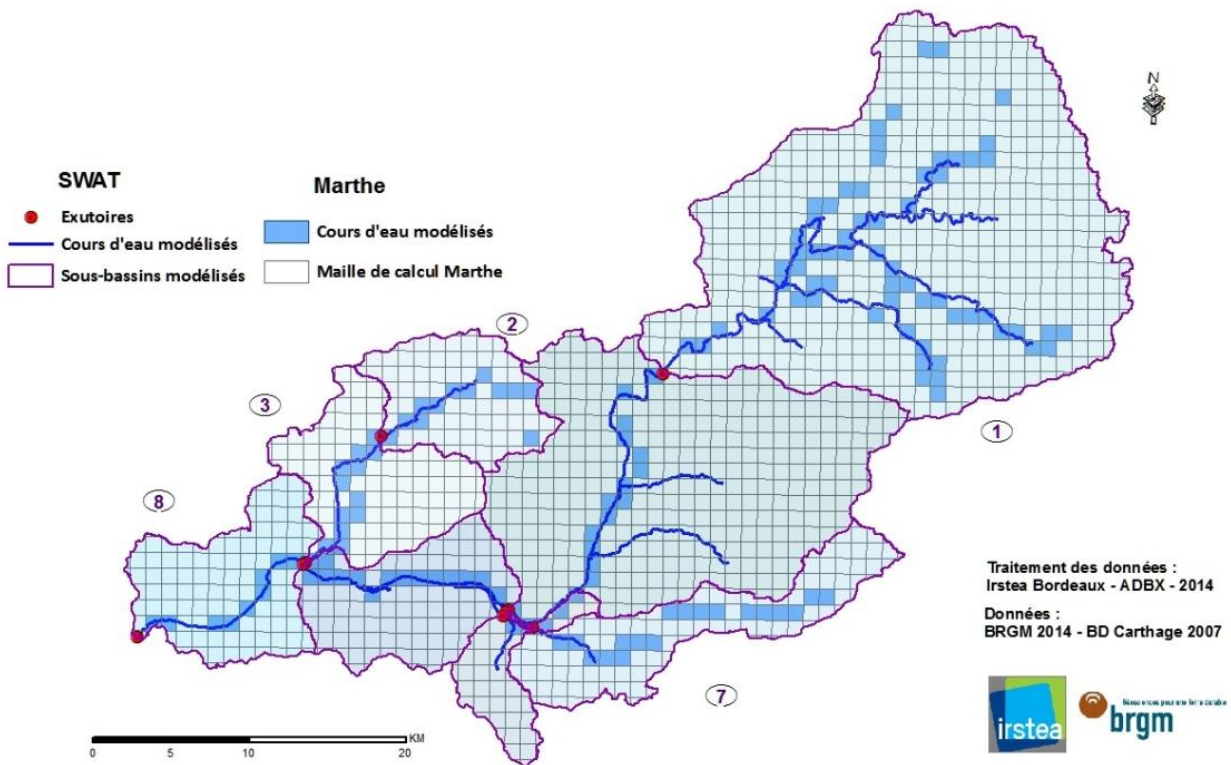 N
SWAT
Marthe
Exutoires
Cours d'eau modélisés
Cours d'eau modélisés
Sous-bassins modélisés
Maille de calcul Marthe
2
3
1
8
7
Traitement des données :
Irstea Bordeaux - ADBX - 2014
Données :
BRGM 2014 - BD Carthage 2007
irstea
brgm
KM
0 5 10 20